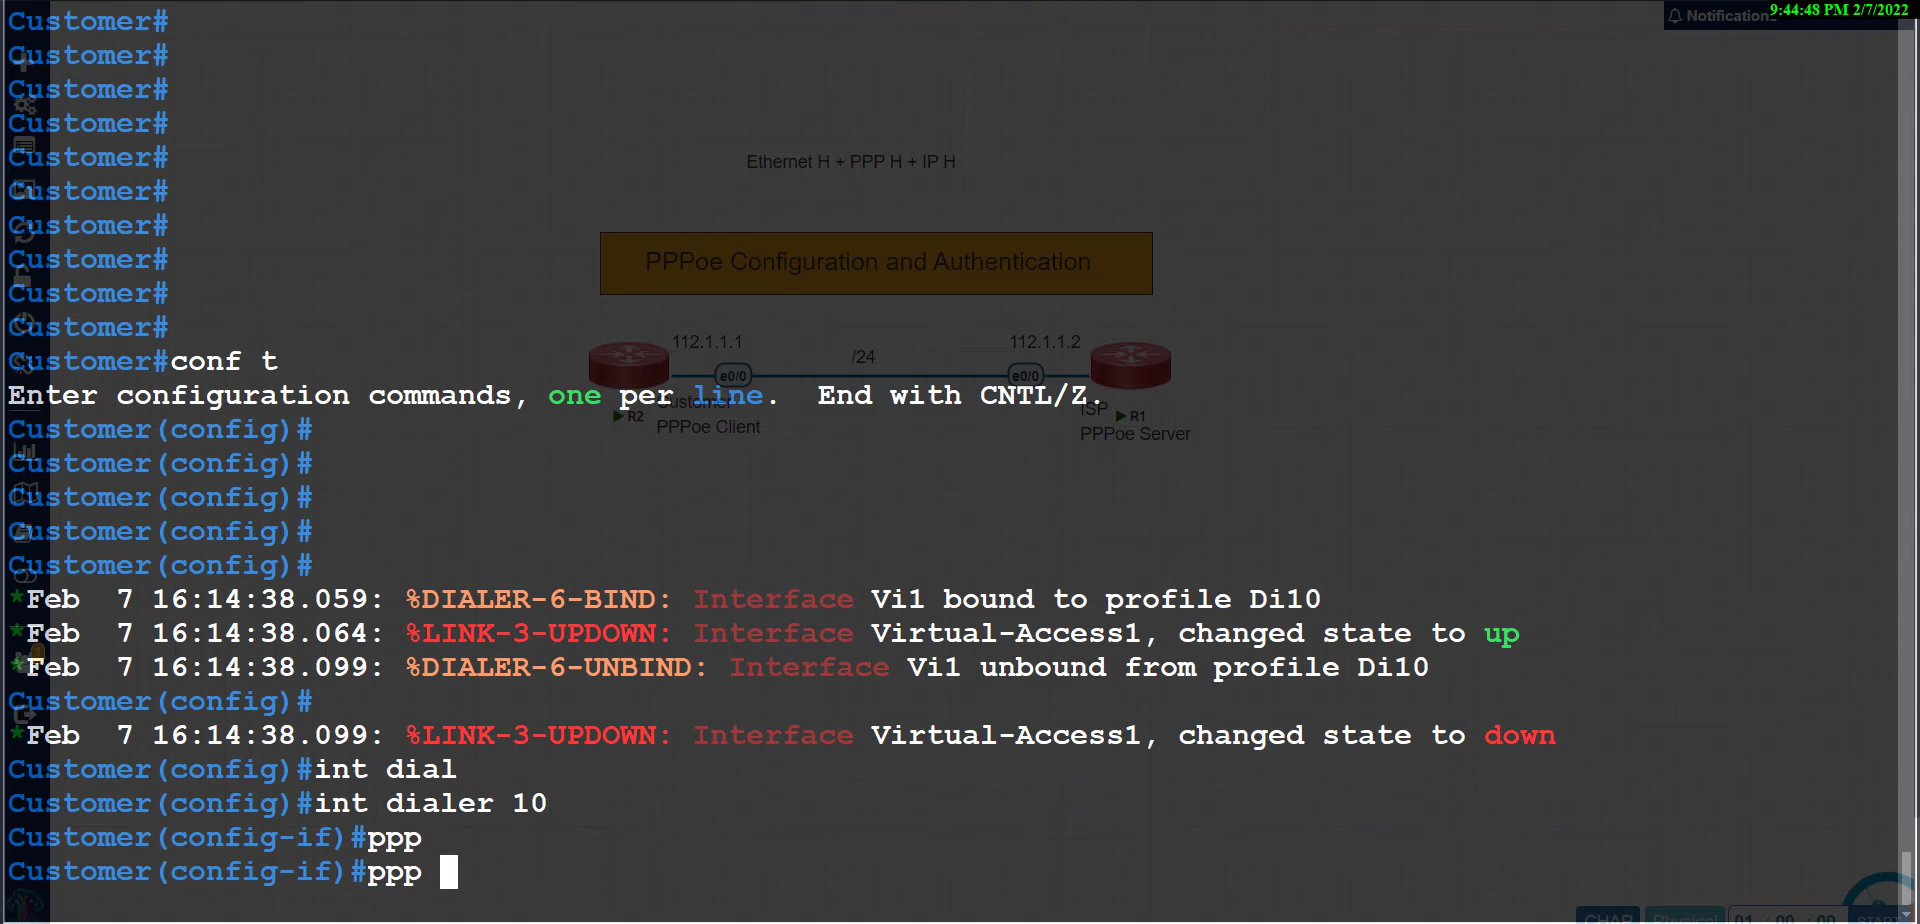 9:44:48 PM 2/7/2022
Notifications
Customer#
Customer#
Customer#
Customer#
Customer#
Customer#
Customer#
Customer#
Customer#
Customer#
Customer#conf t
Enter configuration commands, one per line.  End with CNTL/Z.
Customer(config)#
Customer(config)#
Customer(config)#
Customer(config)#
Customer(config)#
*Feb  7 16:14:38.059: %DIALER-6-BIND: Interface Vi1 bound to profile Di10
*Feb  7 16:14:38.064: %LINK-3-UPDOWN: Interface Virtual-Access1, changed state to up
*Feb  7 16:14:38.099: %DIALER-6-UNBIND: Interface Vi1 unbound from profile Di10
Customer(config)#
*Feb  7 16:14:38.099: %LINK-3-UPDOWN: Interface Virtual-Access1, changed state to down
Customer(config)#int dial
Customer(config)#int dialer 10
Customer(config-if)#ppp
Customer(config-if)#ppp
Ethernet H + PPP H + IP H
PPPoe Configuration and Authentication
112.1.1.1
/24
112.1.1.2
e0/0
e0/0
Customer
R2
PPPoe Client
ISP
R1
PPPoe Server
CHAR
Physical
01 : 00 : 00
START